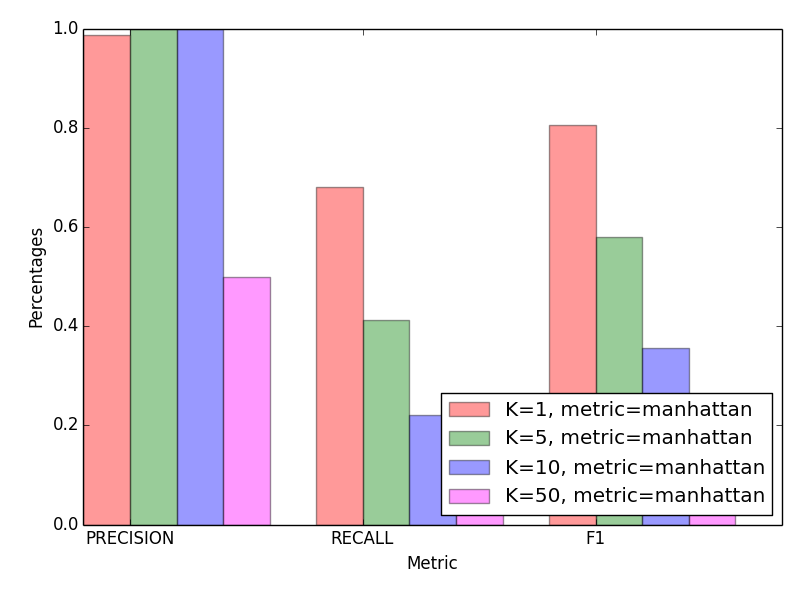 1.0
0.8
0.6
0.4
0.2
0.0
Percentages
K=1, metric=manhattan
K=5, metric=manhattan
K=10, metric=manhattan
K=50, metric=manhattan
PRECISION
RECALL
F1
Metric